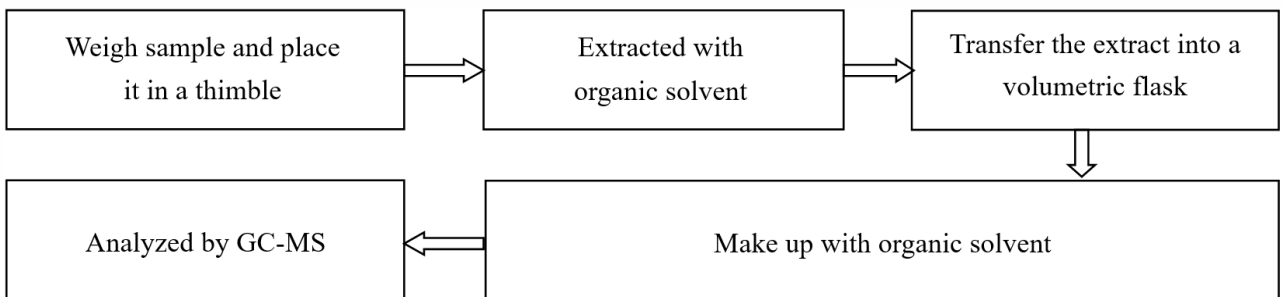 Weigh sample and place
it in a thimble
Extracted with
organic solvent
Transfer the extract into a
volumetric flask
Make up with organic solvent
Analyzed by GC-MS